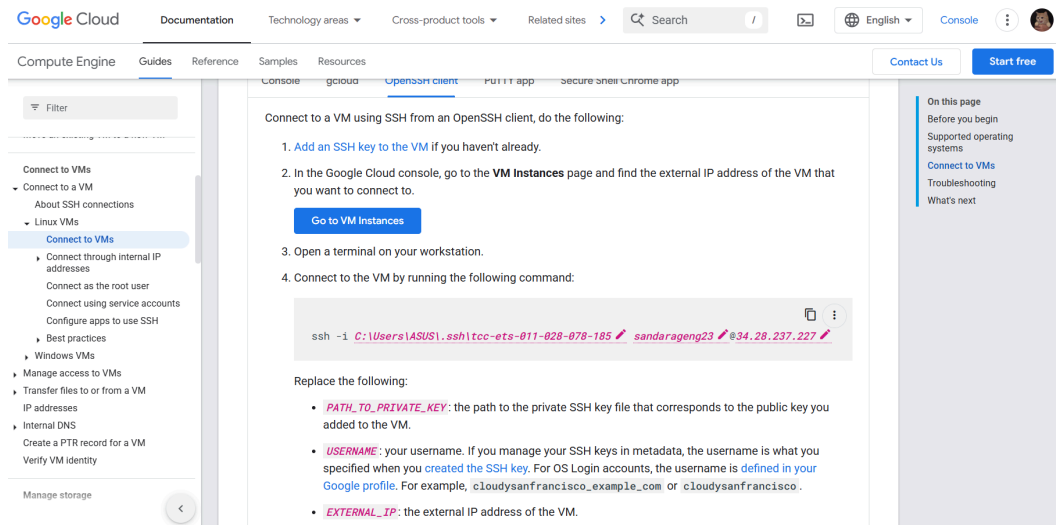 Google Cloud
Documentation
Technology areas
Cross-product tools
Related sites
Search
/
English
Console
Compute Engine
Guides
Reference
Samples
Resources
Contact Us
Start free
Filter
Connect to VMs
Connect to a VM
About SSH connections
Linux VMs
Connect to VMs
Connect through internal IP
addresses
Connect as the root user
Connect using service accounts
Configure apps to use SSH
Best practices
Windows VMs
Manage access to VMs
Transfer files to or from a VM
IP addresses
Internal DNS
Create a PTR record for a VM
Verify VM identity
Manage storage
Console
gcloud
OpenSSH client
PuTTY app
Secure Shell Chrome app
Connect to a VM using SSH from an OpenSSH client, do the following:
1. Add an SSH key to the VM if you haven't already.
2. In the Google Cloud console, go to the VM Instances page and find the external IP address of the VM that
you want to connect to.
Go to VM Instances
3. Open a terminal on your workstation.
4. Connect to the VM by running the following command:
ssh -i C:\Users\ASUS\.ssh\tcc-ets-011-028-078-185 sandarageng23@34.28.237.227
Replace the following:
• PATH_TO_PRIVATE_KEY: the path to the private SSH key file that corresponds to the public key you
added to the VM.
• USERNAME: your username. If you manage your SSH keys in metadata, the username is what you
specified when you created the SSH key. For OS Login accounts, the username is defined in your
Google profile. For example, cloudysanfrancisco_example_com or cloudysanfrancisco.
• EXTERNAL_IP: the external IP address of the VM.
On this page
Before you begin
Supported operating
systems
Connect to VMs
Troubleshooting
What's next